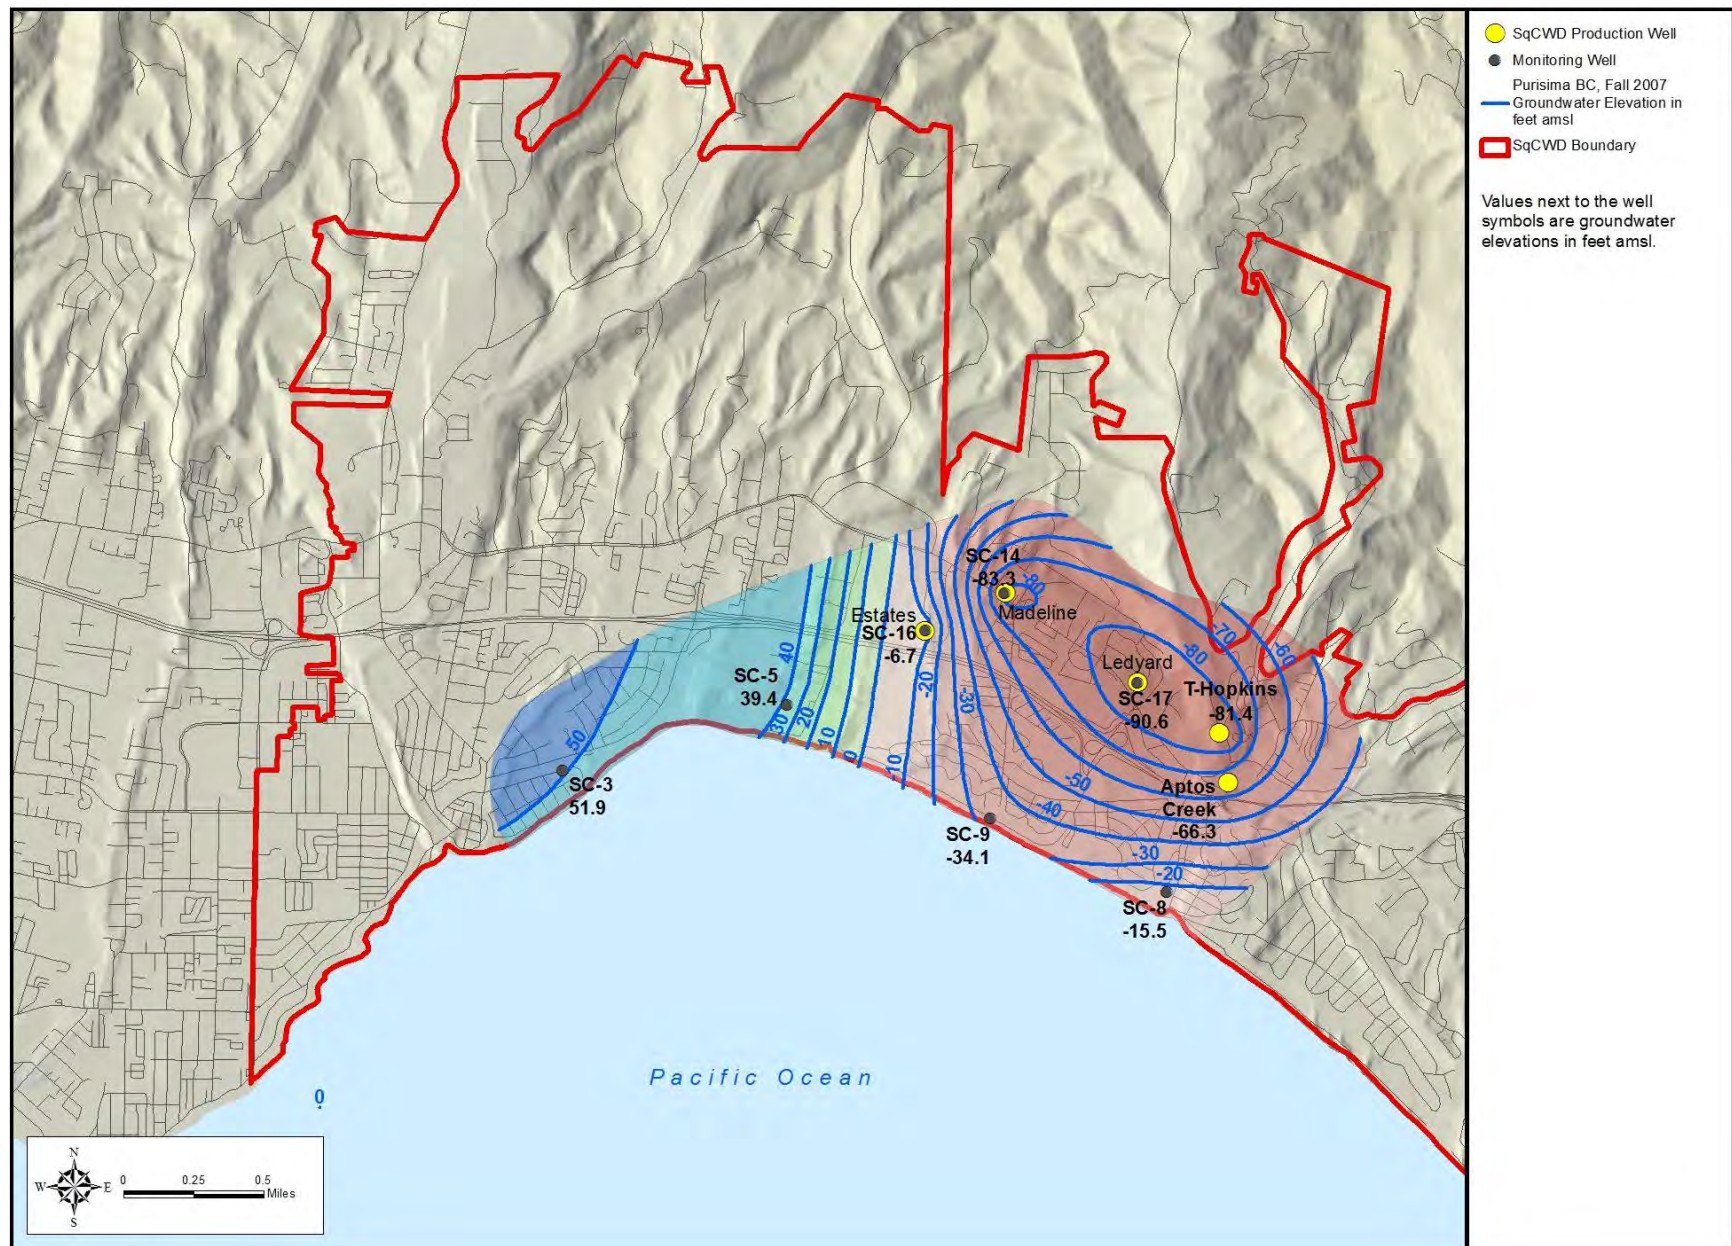 SqCWD Production Well
Monitoring Well
Purisima BC, Fall 2007
Groundwater Elevation in
feet amsl
SqCWD Boundary
Values next to the well
symbols are groundwater
elevations in feet amsl.
SC-14
-83.3
-80
Madeline
Estates
SC-16
-6.7
-70
-60
-80
Ledyard
SC-17
-90.6
T-Hopkins
-81.4
40
SC-5
39.4
-20
-30
30
20
10
0
-10
50
SC-3
51.9
-50
-40
Aptos
Creek
-66.3
SC-9
-34.1
-30
-20
SC-8
-15.5
Pacific Ocean
0
N
W
E
S
0
0.25
0.5
Miles